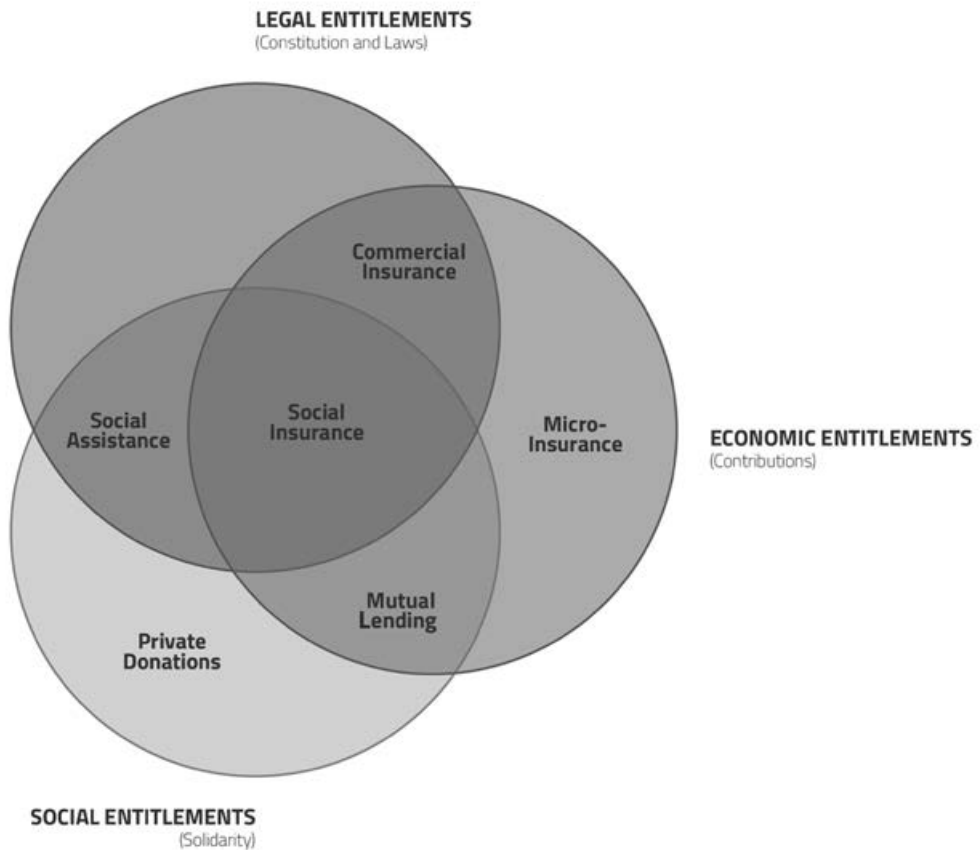 LEGAL ENTITLEMENTS
(Constitution and Laws)
Commercial
Insurance
Social
Assistance
Social
Insurance
Micro-
Insurance
ECONOMIC ENTITLEMENTS
(Contributions)
Mutual
Lending
Private
Donations
SOCIAL ENTITLEMENTS
(Solidarity)